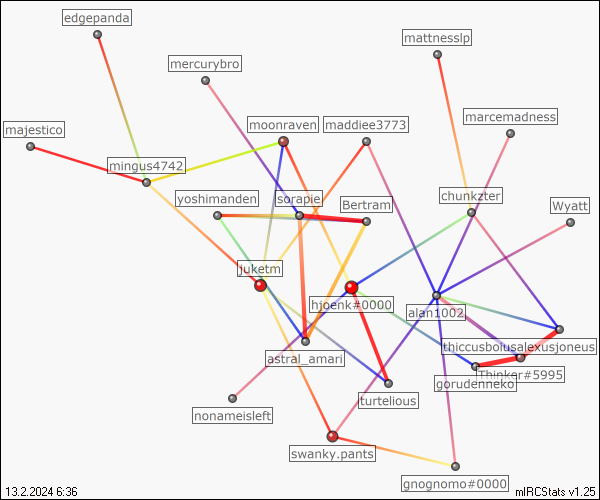 edgepanda
mattnesslp
mercurybro
marcemadness
majestico
moonraven
maddiee3773
mingus4742
yoshimanden
sorapie
Bertram
chunkzter
Wyatt
juketm
hjoenk#0000
alan1002
astral_amari
thiccusboitusalexusjoneus
Thinker#5995
gorudenneko
nonameisleft
turtelious
swanky.pants
gnognomo#0000
13.2.2024 6:36
mIRCStats v1.25